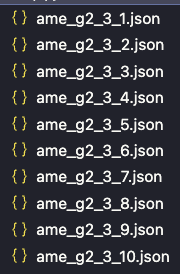 {} ame_g2_3_1.json
{} ame_g2_3_2.json
{} ame_g2_3_3.json
{} ame_g2_3_4.json
{} ame_g2_3_5.json
{} ame_g2_3_6.json
{} ame_g2_3_7.json
{} ame_g2_3_8.json
{} ame_g2_3_9.json
{} ame_g2_3_10.json